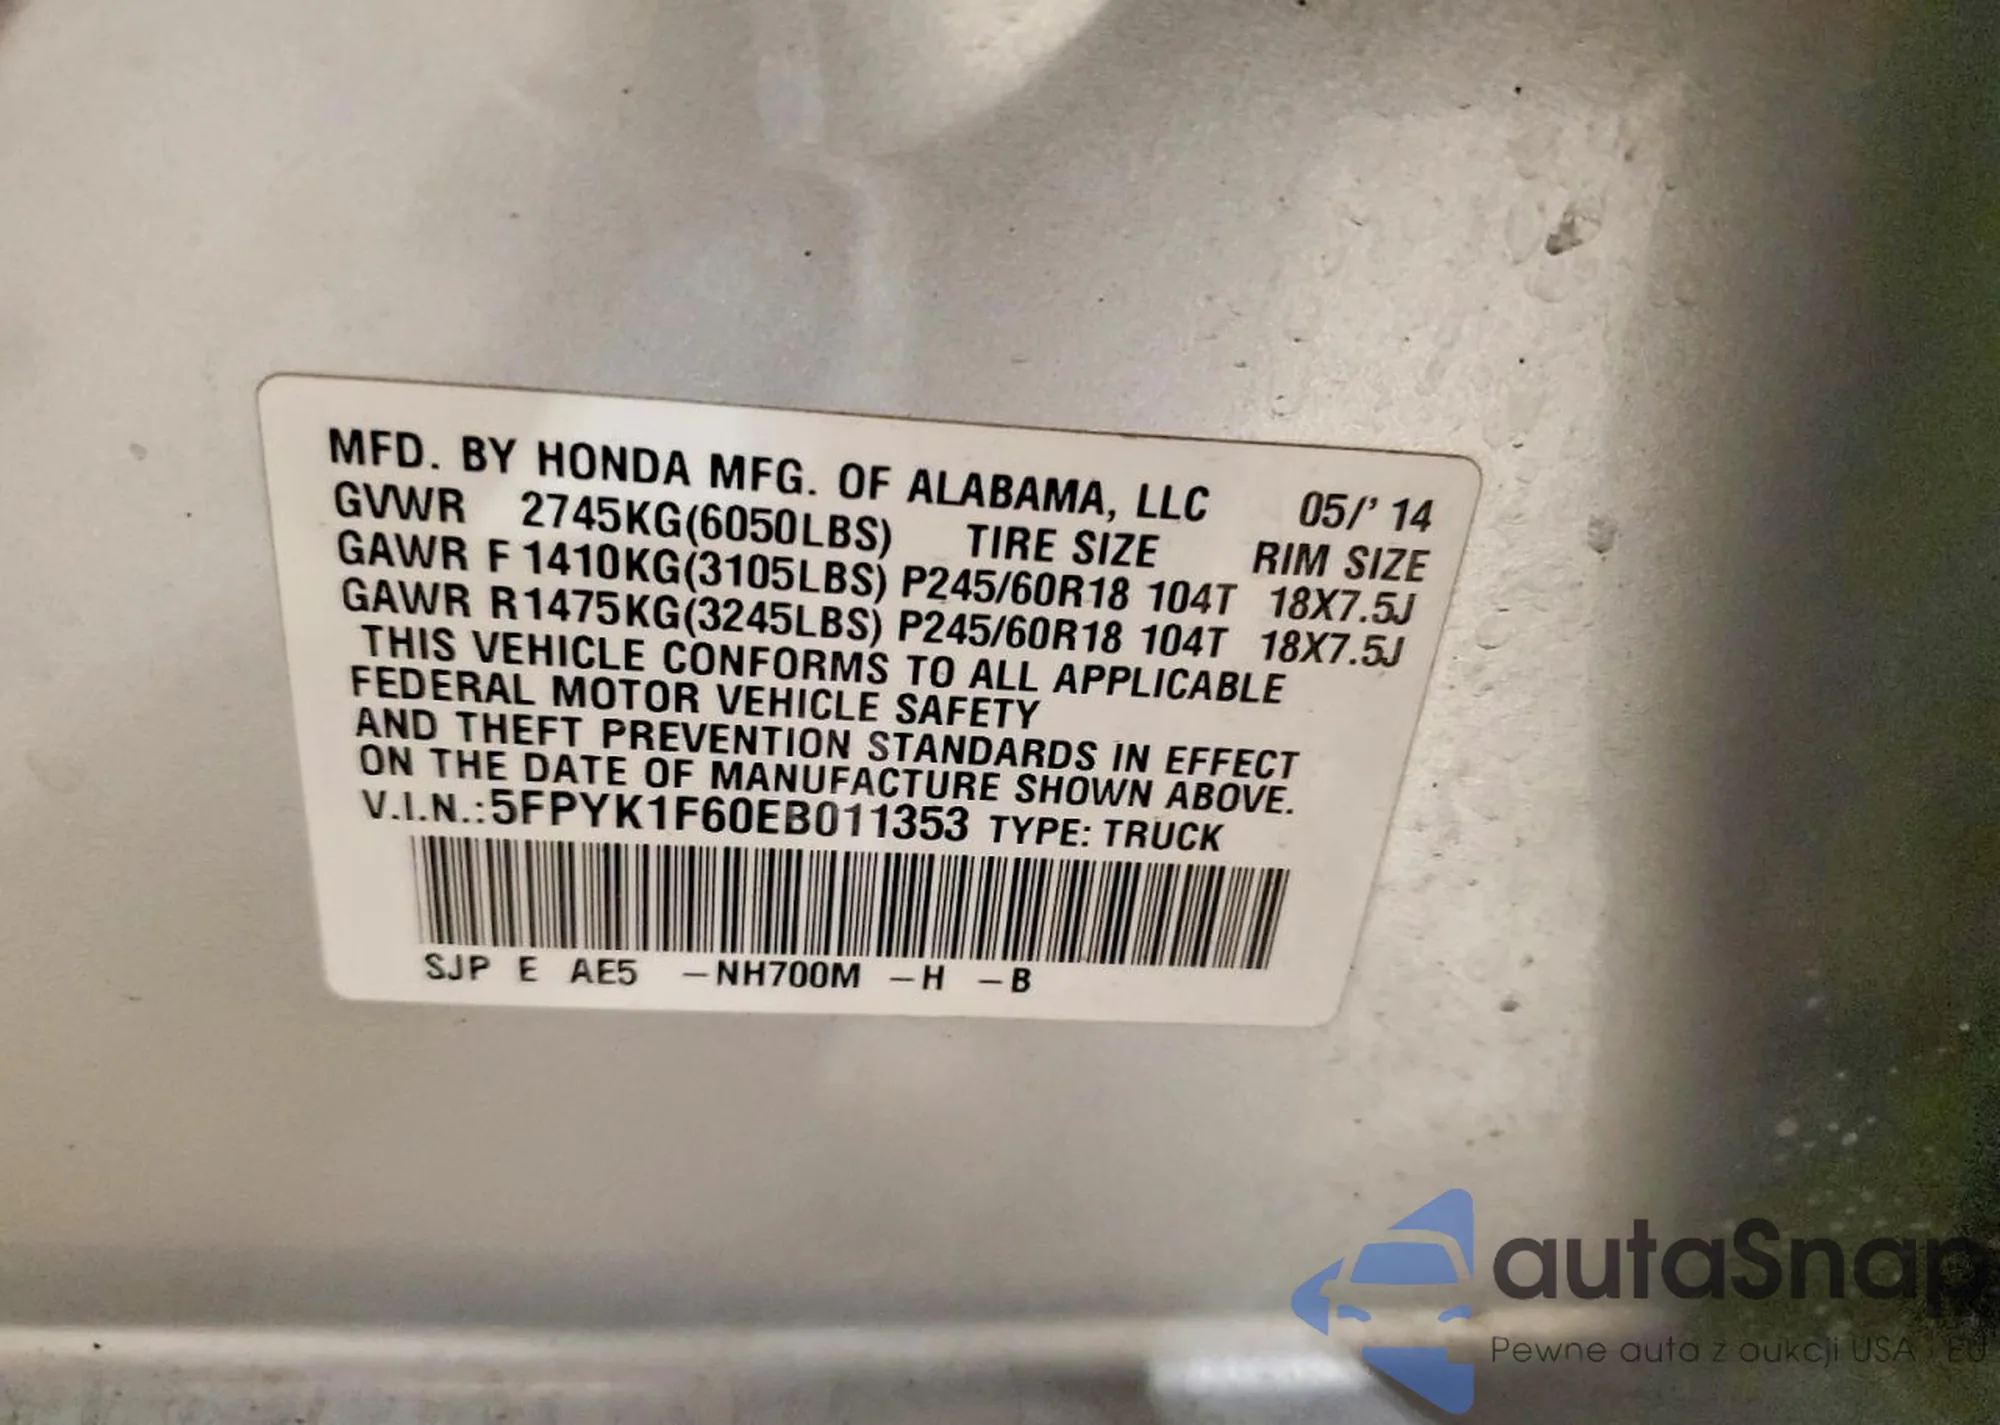 MFD. BY HONDA MFG. OF ALABAMA, LLC 05/' 14
GVWR 2745KG(6050LBS) TIRE SIZE RIM SIZE
GAWR F 1410KG(3105LBS) P245/60R18 104T 18X7.5J
GAWR R1475KG(3245LBS) P245/60R18 104T 18X7.5J
THIS VEHICLE CONFORMS TO ALL APPLICABLE
FEDERAL MOTOR VEHICLE SAFETY
AND THEFT PREVENTION STANDARDS IN EFFECT
ON THE DATE OF MANUFACTURE SHOWN ABOVE.
V.I.N.:5FPYK1F60EB011353 TYPE: TRUCK
SJP E AE5 –NH700M –H –B
autaSnap
Pewne auta z aukcji USA i EU